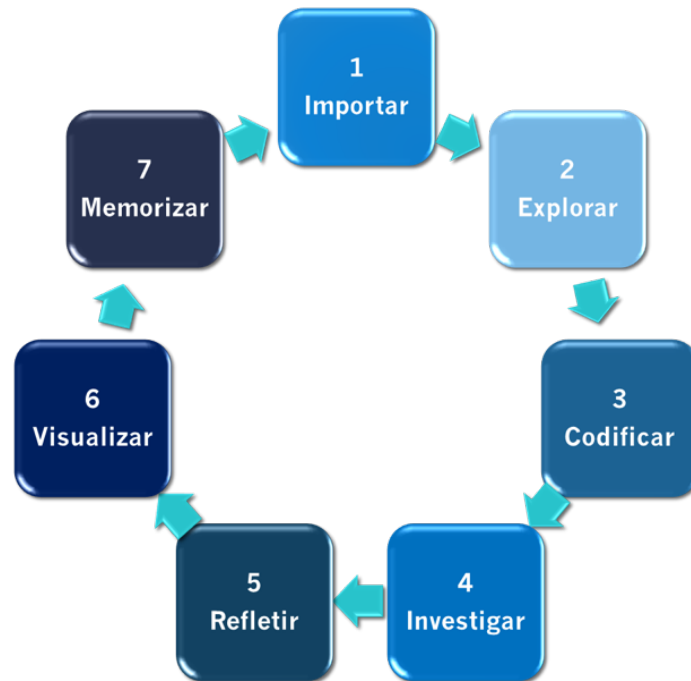 1
Importar
2
Explorar
3
Codificar
4
Investigar
5
Refletir
6
Visualizar
7
Memorizar